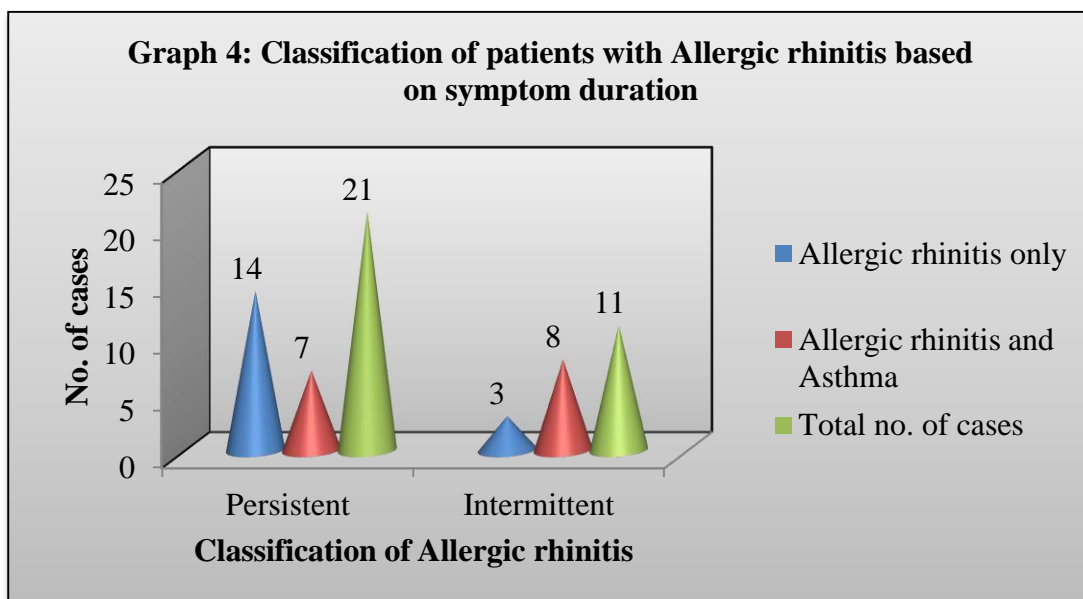 Graph 4: Classification of patients with Allergic rhinitis based
on symptom duration
No. of cases
25
20
15
10
5
0
14
7
21
3
8
11
Persistent
Intermittent
Classification of Allergic rhinitis
Allergic rhinitis only
Allergic rhinitis and
Asthma
Total no. of cases